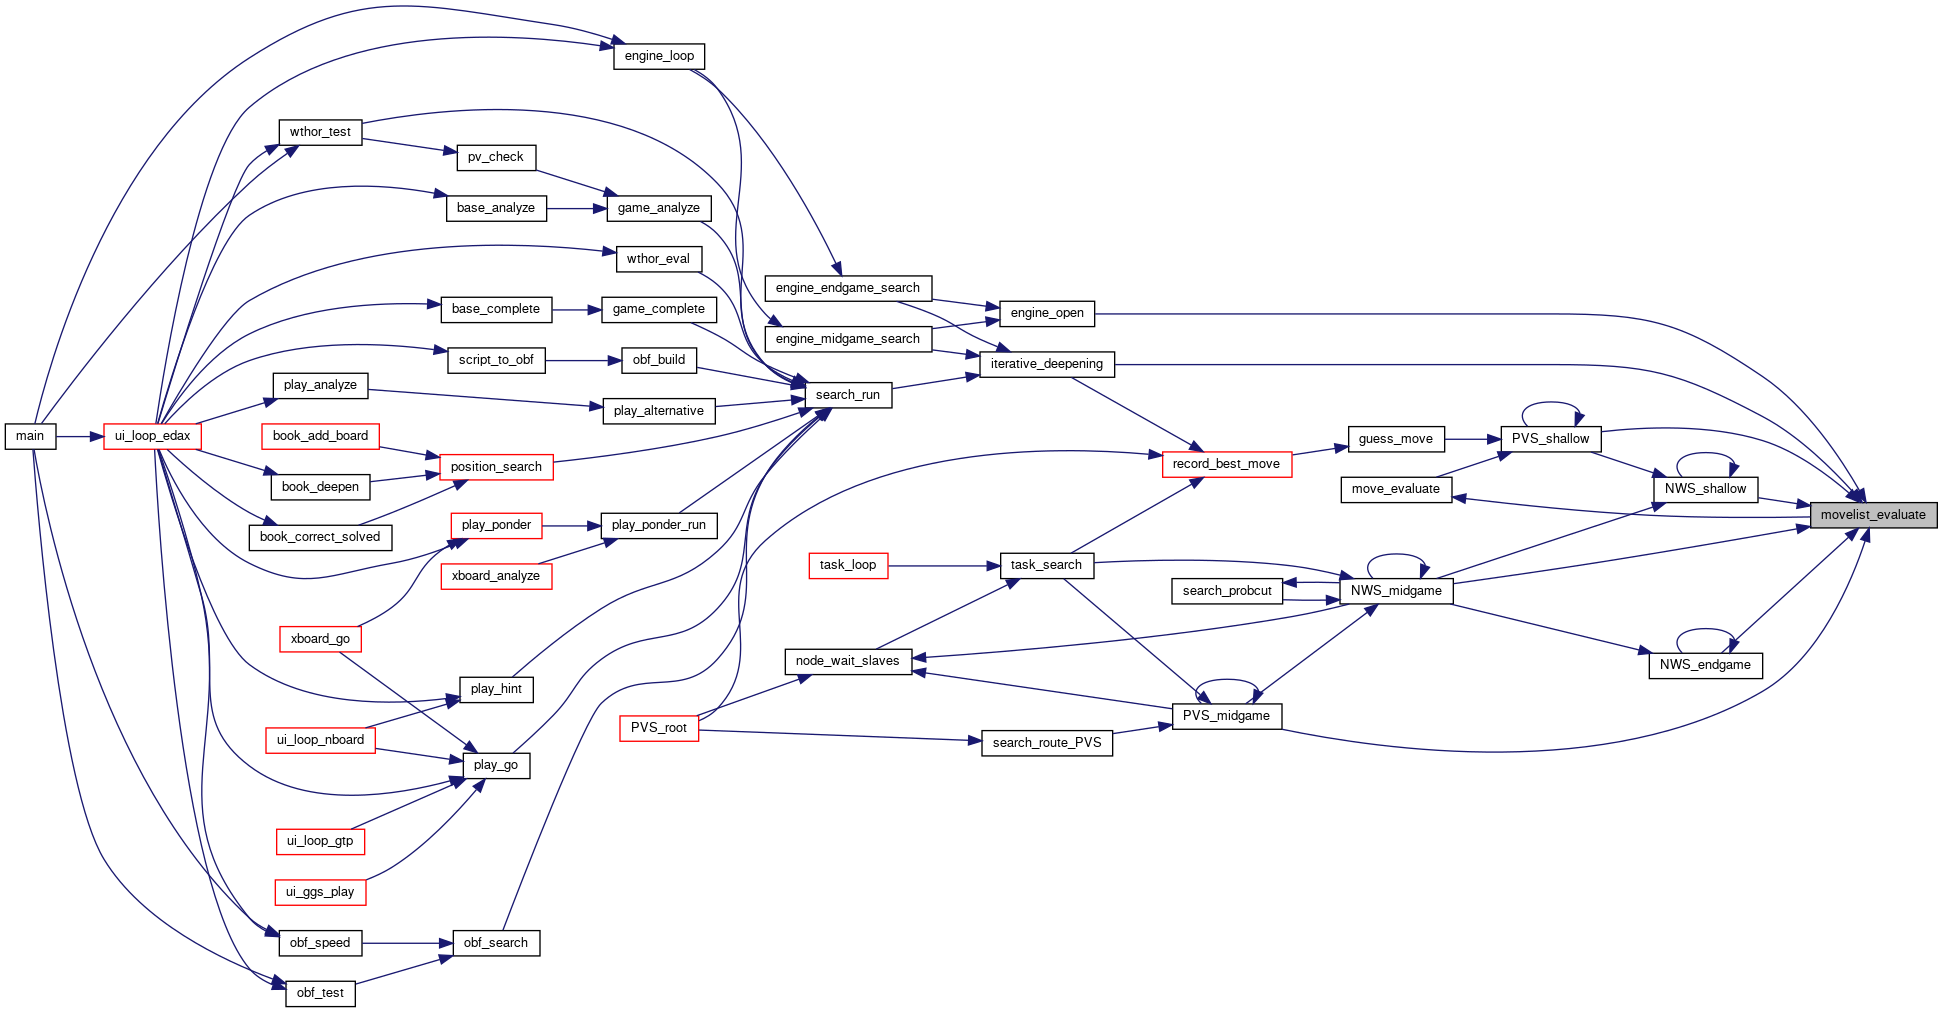 engine_loop
wthor_test
pv_check
base_analyze
game_analyze
wthor_eval
engine_endgame_search
base_complete
game_complete
engine_open
engine_midgame_search
script_to_obf
obf_build
iterative_deepening
play_analyze
search_run
play_alternative
main
ui_loop_edax
book_add_board
guess_move
PVS_shallow
position_search
record_best_move
book_deepen
move_evaluate
NWS_shallow
movelist_evaluate
play_ponder
play_ponder_run
book_correct_solved
xboard_analyze
task_loop
task_search
search_probcut
NWS_midgame
xboard_go
node_wait_slaves
NWS_endgame
play_hint
PVS_midgame
PVS_root
ui_loop_nboard
search_route_PVS
play_go
ui_loop_gtp
ui_ggs_play
obf_speed
obf_search
obf_test